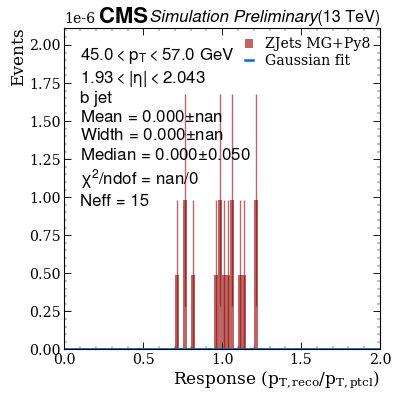 1e-6 CMS Simulation Preliminary (13 TeV)
Events
45.0 < pT < 57.0 GeV
1.93 < |η| < 2.043
b jet
Mean = 0.000±nan
Width = 0.000±nan
Median = 0.000±0.050
χ²/ndof = nan/0
Neff = 15
ZJets MG+Py8
Gaussian fit
2.00
1.75
1.50
1.25
1.00
0.75
0.50
0.25
0.00
0.0 0.5 1.0 1.5 2.0
Response (pT,reco/pT,ptcl)